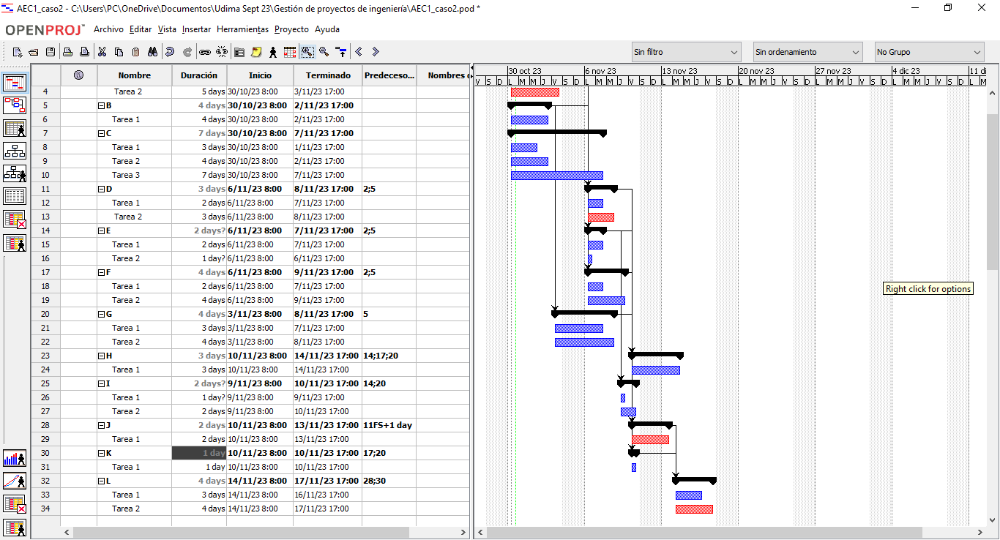 AEC1_caso2 - C:\Users\PC\OneDrive\Documentos\Udima Sept 23\Gestión de proyectos de ingeniería\AEC1_caso2.pod *
OPENPROJ™ Archivo Editar Vista Insertar Herramientas Proyecto Ayuda
Sin filtro Sin ordenamiento No Grupo
Nombre Duración Inicio Terminado Predeceso... Nombres
30 oct 23 6 nov 23 13 nov 23 20 nov 23 27 nov 23 4 dic 23 11 di
V S D L M M J V S D L M M J V S D L M M J V S D L M M J V S D L M M J V S D L M M J V S D L M
4 Tarea 2 5 days 30/10/23 8:00 3/11/23 17:00
5 B 4 days 30/10/23 8:00 2/11/23 17:00
6 Tarea 1 4 days 30/10/23 8:00 2/11/23 17:00
7 C 7 days 30/10/23 8:00 7/11/23 17:00
8 Tarea 1 3 days 30/10/23 8:00 1/11/23 17:00
9 Tarea 2 4 days 30/10/23 8:00 2/11/23 17:00
10 Tarea 3 7 days 30/10/23 8:00 7/11/23 17:00
11 D 3 days 6/11/23 8:00 8/11/23 17:00 2;5
12 Tarea 1 2 days 6/11/23 8:00 7/11/23 17:00
13 Tarea 2 3 days 6/11/23 8:00 8/11/23 17:00
14 E 2 days? 6/11/23 8:00 7/11/23 17:00 2;5
15 Tarea 1 2 days 6/11/23 8:00 7/11/23 17:00
16 Tarea 2 1 day? 6/11/23 8:00 6/11/23 17:00
17 F 4 days 6/11/23 8:00 9/11/23 17:00 2;5
18 Tarea 1 2 days 6/11/23 8:00 7/11/23 17:00
19 Tarea 2 4 days 6/11/23 8:00 9/11/23 17:00
Right click for options
20 G 4 days 3/11/23 8:00 8/11/23 17:00 5
21 Tarea 1 3 days 3/11/23 8:00 7/11/23 17:00
22 Tarea 2 4 days 3/11/23 8:00 8/11/23 17:00
23 H 3 days 10/11/23 8:00 14/11/23 17:00 14;17;20
24 Tarea 1 3 days 10/11/23 8:00 14/11/23 17:00
25 I 2 days? 9/11/23 8:00 10/11/23 17:00 14;20
26 Tarea 1 1 day? 9/11/23 8:00 9/11/23 17:00
27 Tarea 2 2 days 9/11/23 8:00 10/11/23 17:00
28 J 2 days 10/11/23 8:00 13/11/23 17:00 11FS+1 day
29 Tarea 1 2 days 10/11/23 8:00 13/11/23 17:00
30 K 1 day 10/11/23 8:00 10/11/23 17:00 17;20
31 Tarea 1 1 day 10/11/23 8:00 10/11/23 17:00
32 L 4 days 14/11/23 8:00 17/11/23 17:00 28;30
33 Tarea 1 3 days 14/11/23 8:00 16/11/23 17:00
34 Tarea 2 4 days 14/11/23 8:00 17/11/23 17:00